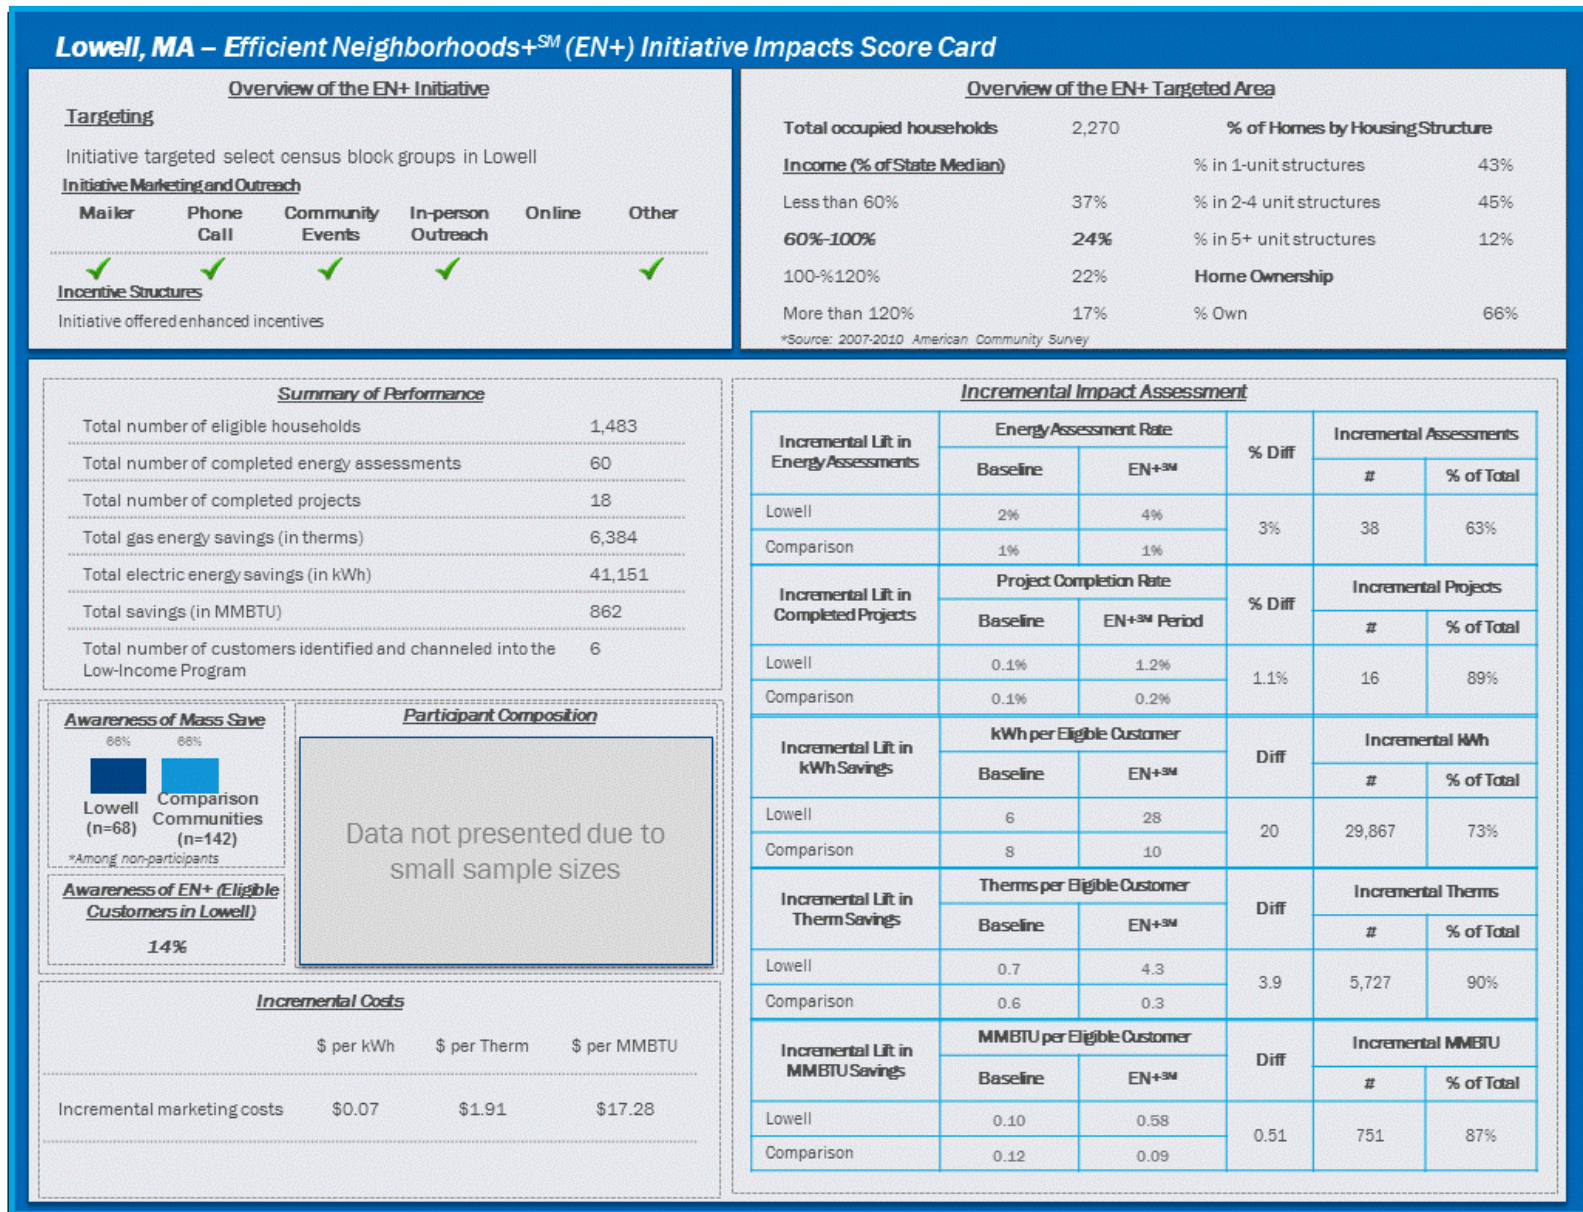 Lowell, MA – Efficient Neighborhoods+SM (EN+) Initiative Impacts Score Card
Overview of the EN+ Initiative
Targeting
Initiative targeted select census block groups in Lowell
Initiative Marketing and Outreach
Mailer Phone Call Community Events In-person Outreach Online Other
✓ ✓ ✓ ✓ ✓
Incentive Structures
Initiative offered enhanced incentives
Overview of the EN+ Targeted Area
Total occupied households 2,270
Income (% of State Median)
Less than 60% 37%
60%-100% 24%
100-%120% 22%
More than 120% 17%
*Source: 2007-2010 American Community Survey
% of Homes by Housing Structure
% in 1-unit structures 43%
% in 2-4 unit structures 45%
% in 5+ unit structures 12%
Home Ownership
% Own 66%
Summary of Performance
Total number of eligible households 1,483
Total number of completed energy assessments 60
Total number of completed projects 18
Total gas energy savings (in therms) 6,384
Total electric energy savings (in kWh) 41,151
Total savings (in MMBTU) 862
Total number of customers identified and channeled into the 6
Low-Income Program
Awareness of Mass Save
66% 66%
Lowell (n=68)
Comparison Communities (n=142)
*Among non-participants
Awareness of EN+ (Eligible
Customers in Lowell)
14%
Participant Composition
Data not presented due to
small sample sizes
Incremental Costs
$ per kWh $ per Therm $ per MMBTU
Incremental marketing costs $0.07 $1.91 $17.28
Incremental Impact Assessment
Incremental Lift in Energy Assessments
Energy Assessment Rate % Diff Incremental Assessments
Baseline EN+SM # % of Total
Lowell 2% 4% 3% 38 63%
Comparison 1% 1%
Incremental Lift in Completed Projects
Project Completion Rate % Diff Incremental Projects
Baseline EN+SM Period # % of Total
Lowell 0.1% 1.2% 1.1% 16 89%
Comparison 0.1% 0.2%
Incremental Lift in kWh Savings
kWh per Eligible Customer Diff Incremental kWh
Baseline EN+SM # % of Total
Lowell 6 28 20 29,867 73%
Comparison 8 10
Incremental Lift in Therm Savings
Therms per Eligible Customer Diff Incremental Therms
Baseline EN+SM # % of Total
Lowell 0.7 4.3 3.9 5,727 90%
Comparison 0.6 0.3
Incremental Lift in MMBTU Savings
MMBTU per Eligible Customer Diff Incremental MMBTU
Baseline EN+SM # % of Total
Lowell 0.10 0.58 0.51 751 87%
Comparison 0.12 0.09